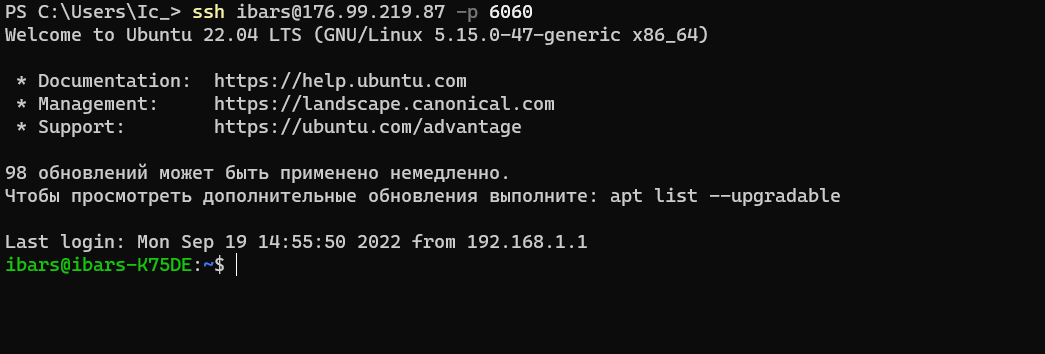 PS C:\Users\Ic_> ssh ibars@176.99.219.87 -p 6060
Welcome to Ubuntu 22.04 LTS (GNU/Linux 5.15.0-47-generic x86_64)
* Documentation:  https://help.ubuntu.com
* Management:     https://landscape.canonical.com
* Support:        https://ubuntu.com/advantage
98 обновлений может быть применено немедленно.
Чтобы просмотреть дополнительные обновления выполните: apt list --upgradable
Last login: Mon Sep 19 14:55:50 2022 from 192.168.1.1
ibars@ibars-K75DE:~$